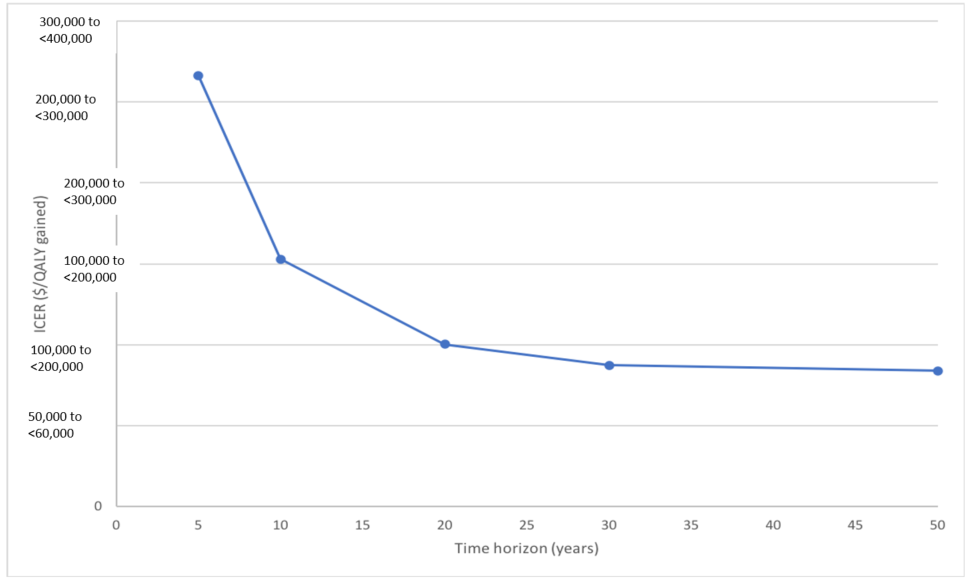 300,000 to
<400,000
200,000 to
<300,000
200,000 to
<300,000
100,000 to
<200,000
100,000 to
<200,000
50,000 to
<60,000
0
ICER ($/QALY gained)
0 5 10 15 20 25 30 35 40 45 50
Time horizon (years)